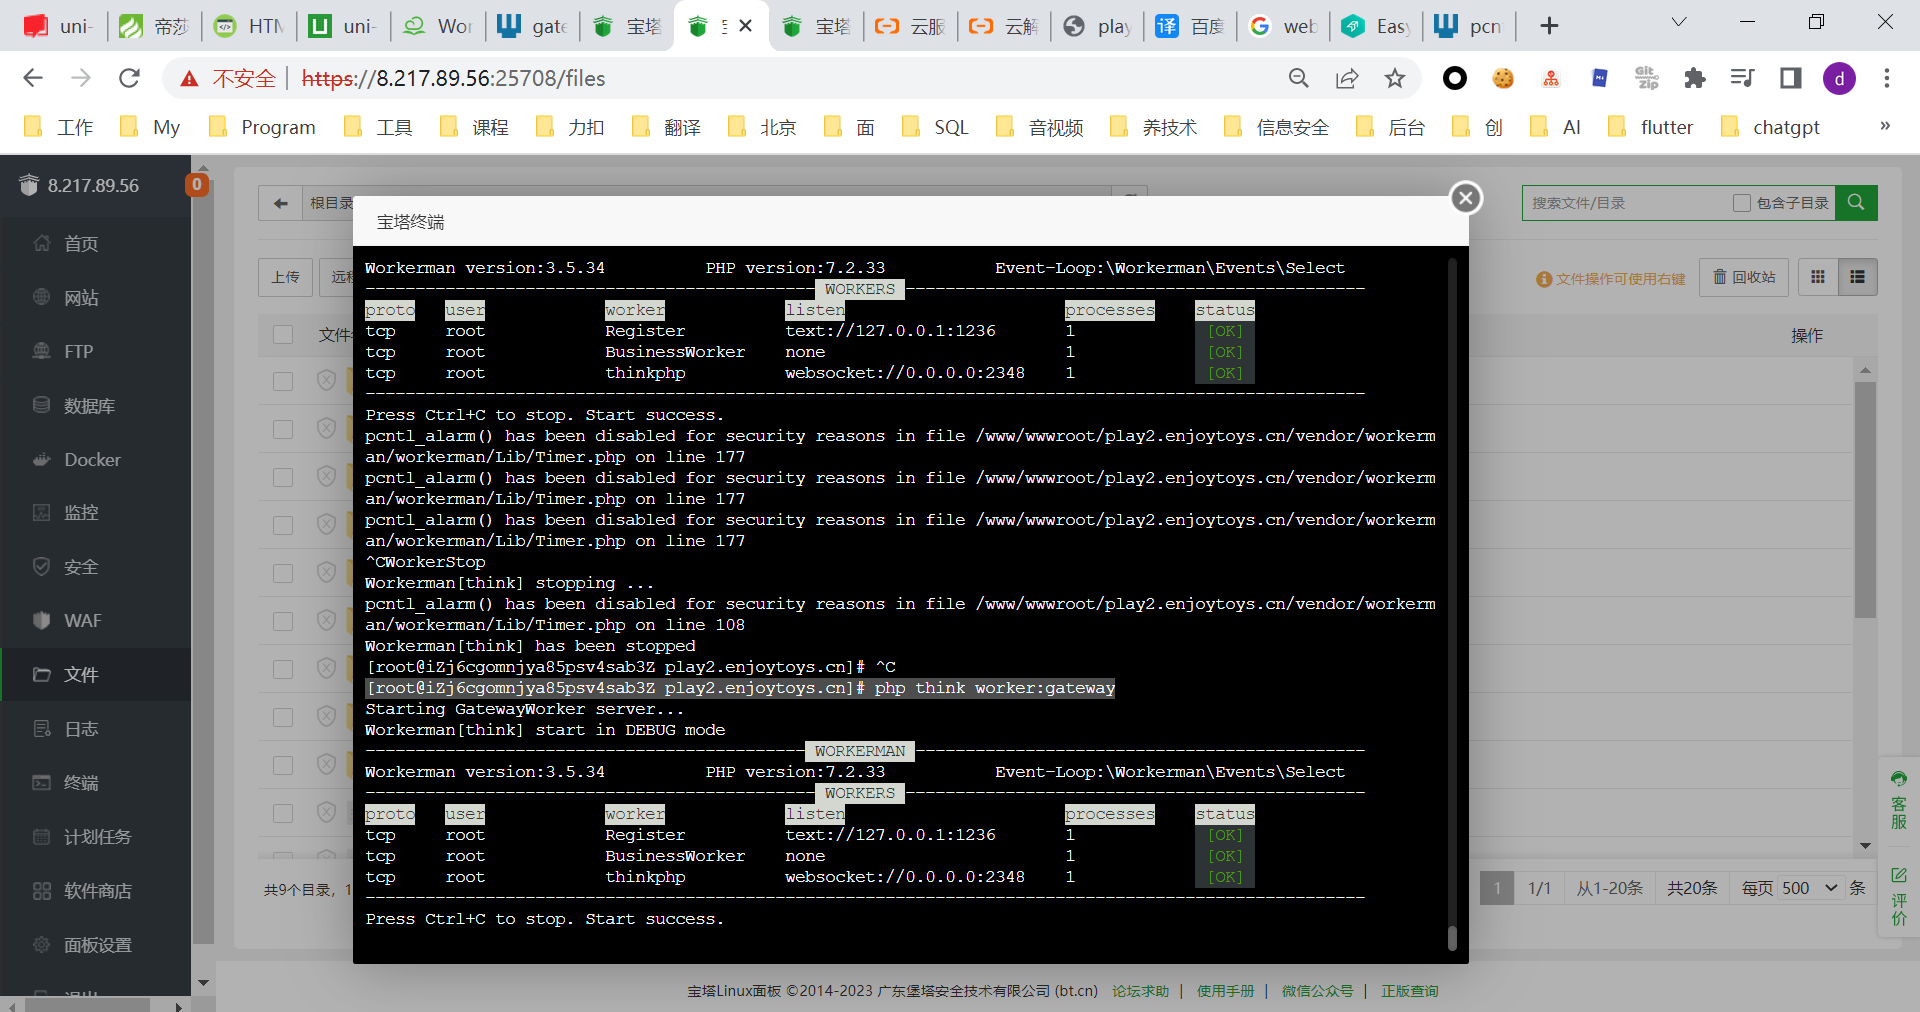 uni-
帝莎
HTM
uni-
Wor
gate
宝塔
宝塔
云服
云解
play
百度
web
Easy
pcn
不安全 | https://8.217.89.56:25708/files
工作 My Program 工具 课程 力扣 翻译 北京 面 SQL 音视频 养技术 信息安全 后台 创 AI flutter chatgpt »
8.217.89.56
0
首页
网站
FTP
数据库
Docker
监控
安全
WAF
文件
日志
终端
计划任务
软件商店
面板设置
退出
根目录
搜索文件/目录 包含子目录
上传
远程
文件操作可使用右键 回收站
操作
宝塔终端
Workerman version:3.5.34 PHP version:7.2.33 Event-Loop:\Workerman\Events\Select
---------------------------------------------- WORKERS ----------------------------------------------
proto user worker listen processes status
tcp root Register text://127.0.0.1:1236 1 [OK]
tcp root BusinessWorker none 1 [OK]
tcp root thinkphp websocket://0.0.0.0:2348 1 [OK]
----------------------------------------------------------------------------------------------------
Press Ctrl+C to stop. Start success.
pcntl_alarm() has been disabled for security reasons in file /www/wwwroot/play2.enjoytoys.cn/vendor/workerm
an/workerman/Lib/Timer.php on line 177
pcntl_alarm() has been disabled for security reasons in file /www/wwwroot/play2.enjoytoys.cn/vendor/workerm
an/workerman/Lib/Timer.php on line 177
pcntl_alarm() has been disabled for security reasons in file /www/wwwroot/play2.enjoytoys.cn/vendor/workerm
an/workerman/Lib/Timer.php on line 177
^CWorkerStop
Workerman[think] stopping ...
pcntl_alarm() has been disabled for security reasons in file /www/wwwroot/play2.enjoytoys.cn/vendor/workerm
an/workerman/Lib/Timer.php on line 108
Workerman[think] has been stopped
[root@iZj6cgomnjya85psv4sab3Z play2.enjoytoys.cn]# ^C
[root@iZj6cgomnjya85psv4sab3Z play2.enjoytoys.cn]# php think worker:gateway
Starting GatewayWorker server...
Workerman[think] start in DEBUG mode
--------------------------------------------- WORKERMAN ---------------------------------------------
Workerman version:3.5.34 PHP version:7.2.33 Event-Loop:\Workerman\Events\Select
---------------------------------------------- WORKERS ----------------------------------------------
proto user worker listen processes status
tcp root Register text://127.0.0.1:1236 1 [OK]
tcp root BusinessWorker none 1 [OK]
tcp root thinkphp websocket://0.0.0.0:2348 1 [OK]
----------------------------------------------------------------------------------------------------
Press Ctrl+C to stop. Start success.
共9个目录，1
1 1/1 从1-20条 共20条 每页 500 条
客服
评价
宝塔Linux面板 ©2014-2023 广东堡塔安全技术有限公司 (bt.cn) 论坛求助 | 使用手册 | 微信公众号 | 正版查询